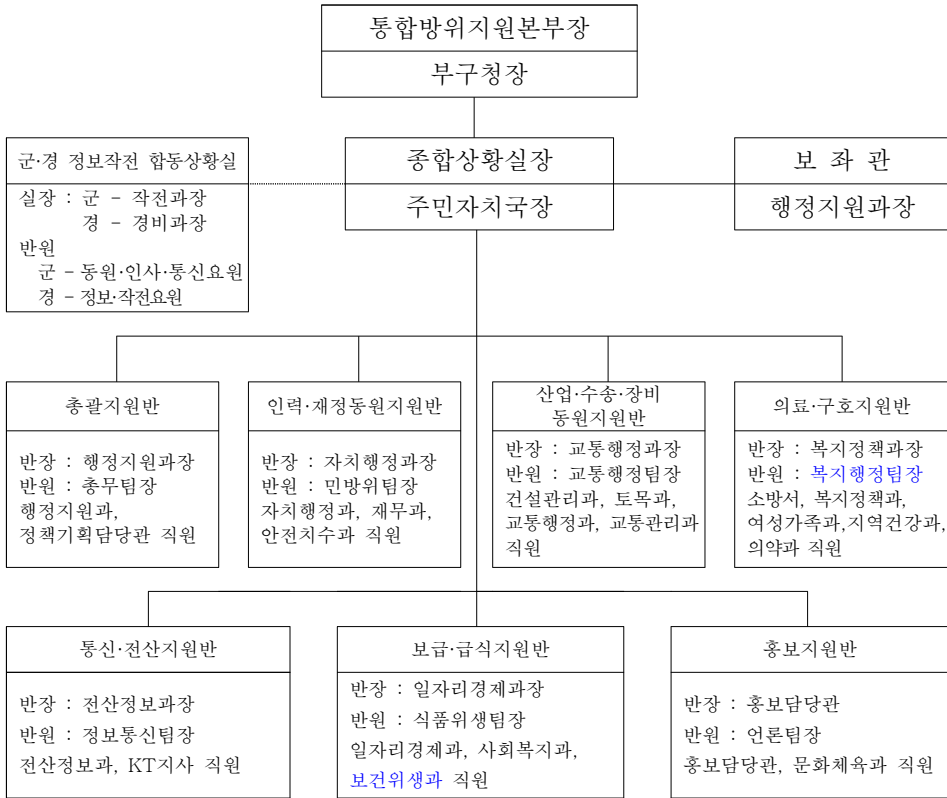 통합방위지원본부장
부구청장
군·경 정보작전 합동상황실
실장 : 군 - 작전과장
경 - 경비과장
반원
군 - 동원·인사·통신요원
경 - 정보·작전요원
종합상황실장
주민자치국장
보 좌 관
행정지원과장
총괄지원반
반장 : 행정지원과장
반원 : 총무팀장
행정지원과,
정책기획담당관 직원
인력·재정동원지원반
반장 : 자치행정과장
반원 : 민방위팀장
자치행정과, 재무과,
안전치수과 직원
산업·수송·장비
동원지원반
반장 : 교통행정과장
반원 : 교통행정팀장
건설관리과, 토목과,
교통행정과, 교통관리과
직원
의료·구호지원반
반장 : 복지정책과장
반원 : 복지행정팀장
소방서, 복지정책과,
여성가족과,지역건강과,
의약과 직원
통신·전산지원반
반장 : 전산정보과장
반원 : 정보통신팀장
전산정보과, KT지사 직원
보급·급식지원반
반장 : 일자리경제과장
반원 : 식품위생팀장
일자리경제과, 사회복지과,
보건위생과 직원
홍보지원반
반장 : 홍보담당관
반원 : 언론팀장
홍보담당관, 문화체육과 직원